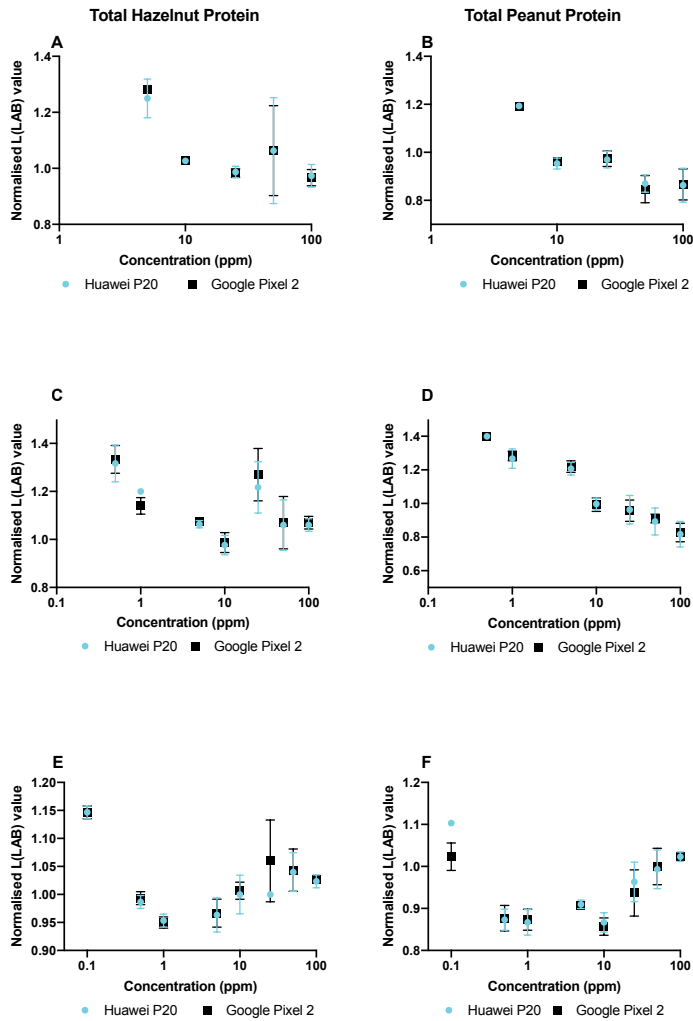 Total Hazelnut Protein
Total Peanut Protein
A
1.4
1.2
1.0
0.8
Normalised L(LAB) value
1
10
100
Concentration (ppm)
Huawei P20
Google Pixel 2
B
1.4
1.2
1.0
0.8
Normalised L(LAB) value
1
10
100
Concentration (ppm)
Huawei P20
Google Pixel 2
C
1.4
1.2
1.0
0.8
Normalised L(LAB) value
0.1
1
10
100
Concentration (ppm)
Huawei P20
Google Pixel 2
D
1.4
1.2
1.0
0.8
0.6
Normalised L(LAB) value
0.1
1
10
100
Concentration (ppm)
Huawei P20
Google Pixel 2
E
1.20
1.15
1.10
1.05
1.00
0.95
0.90
Normalised L(LAB) value
0.1
1
10
100
Concentration (ppm)
Huawei P20
Google Pixel 2
F
1.2
1.1
1.0
0.9
0.8
Normalised L(LAB) value
0.1
1
10
100
Concentration (ppm)
Huawei P20
Google Pixel 2